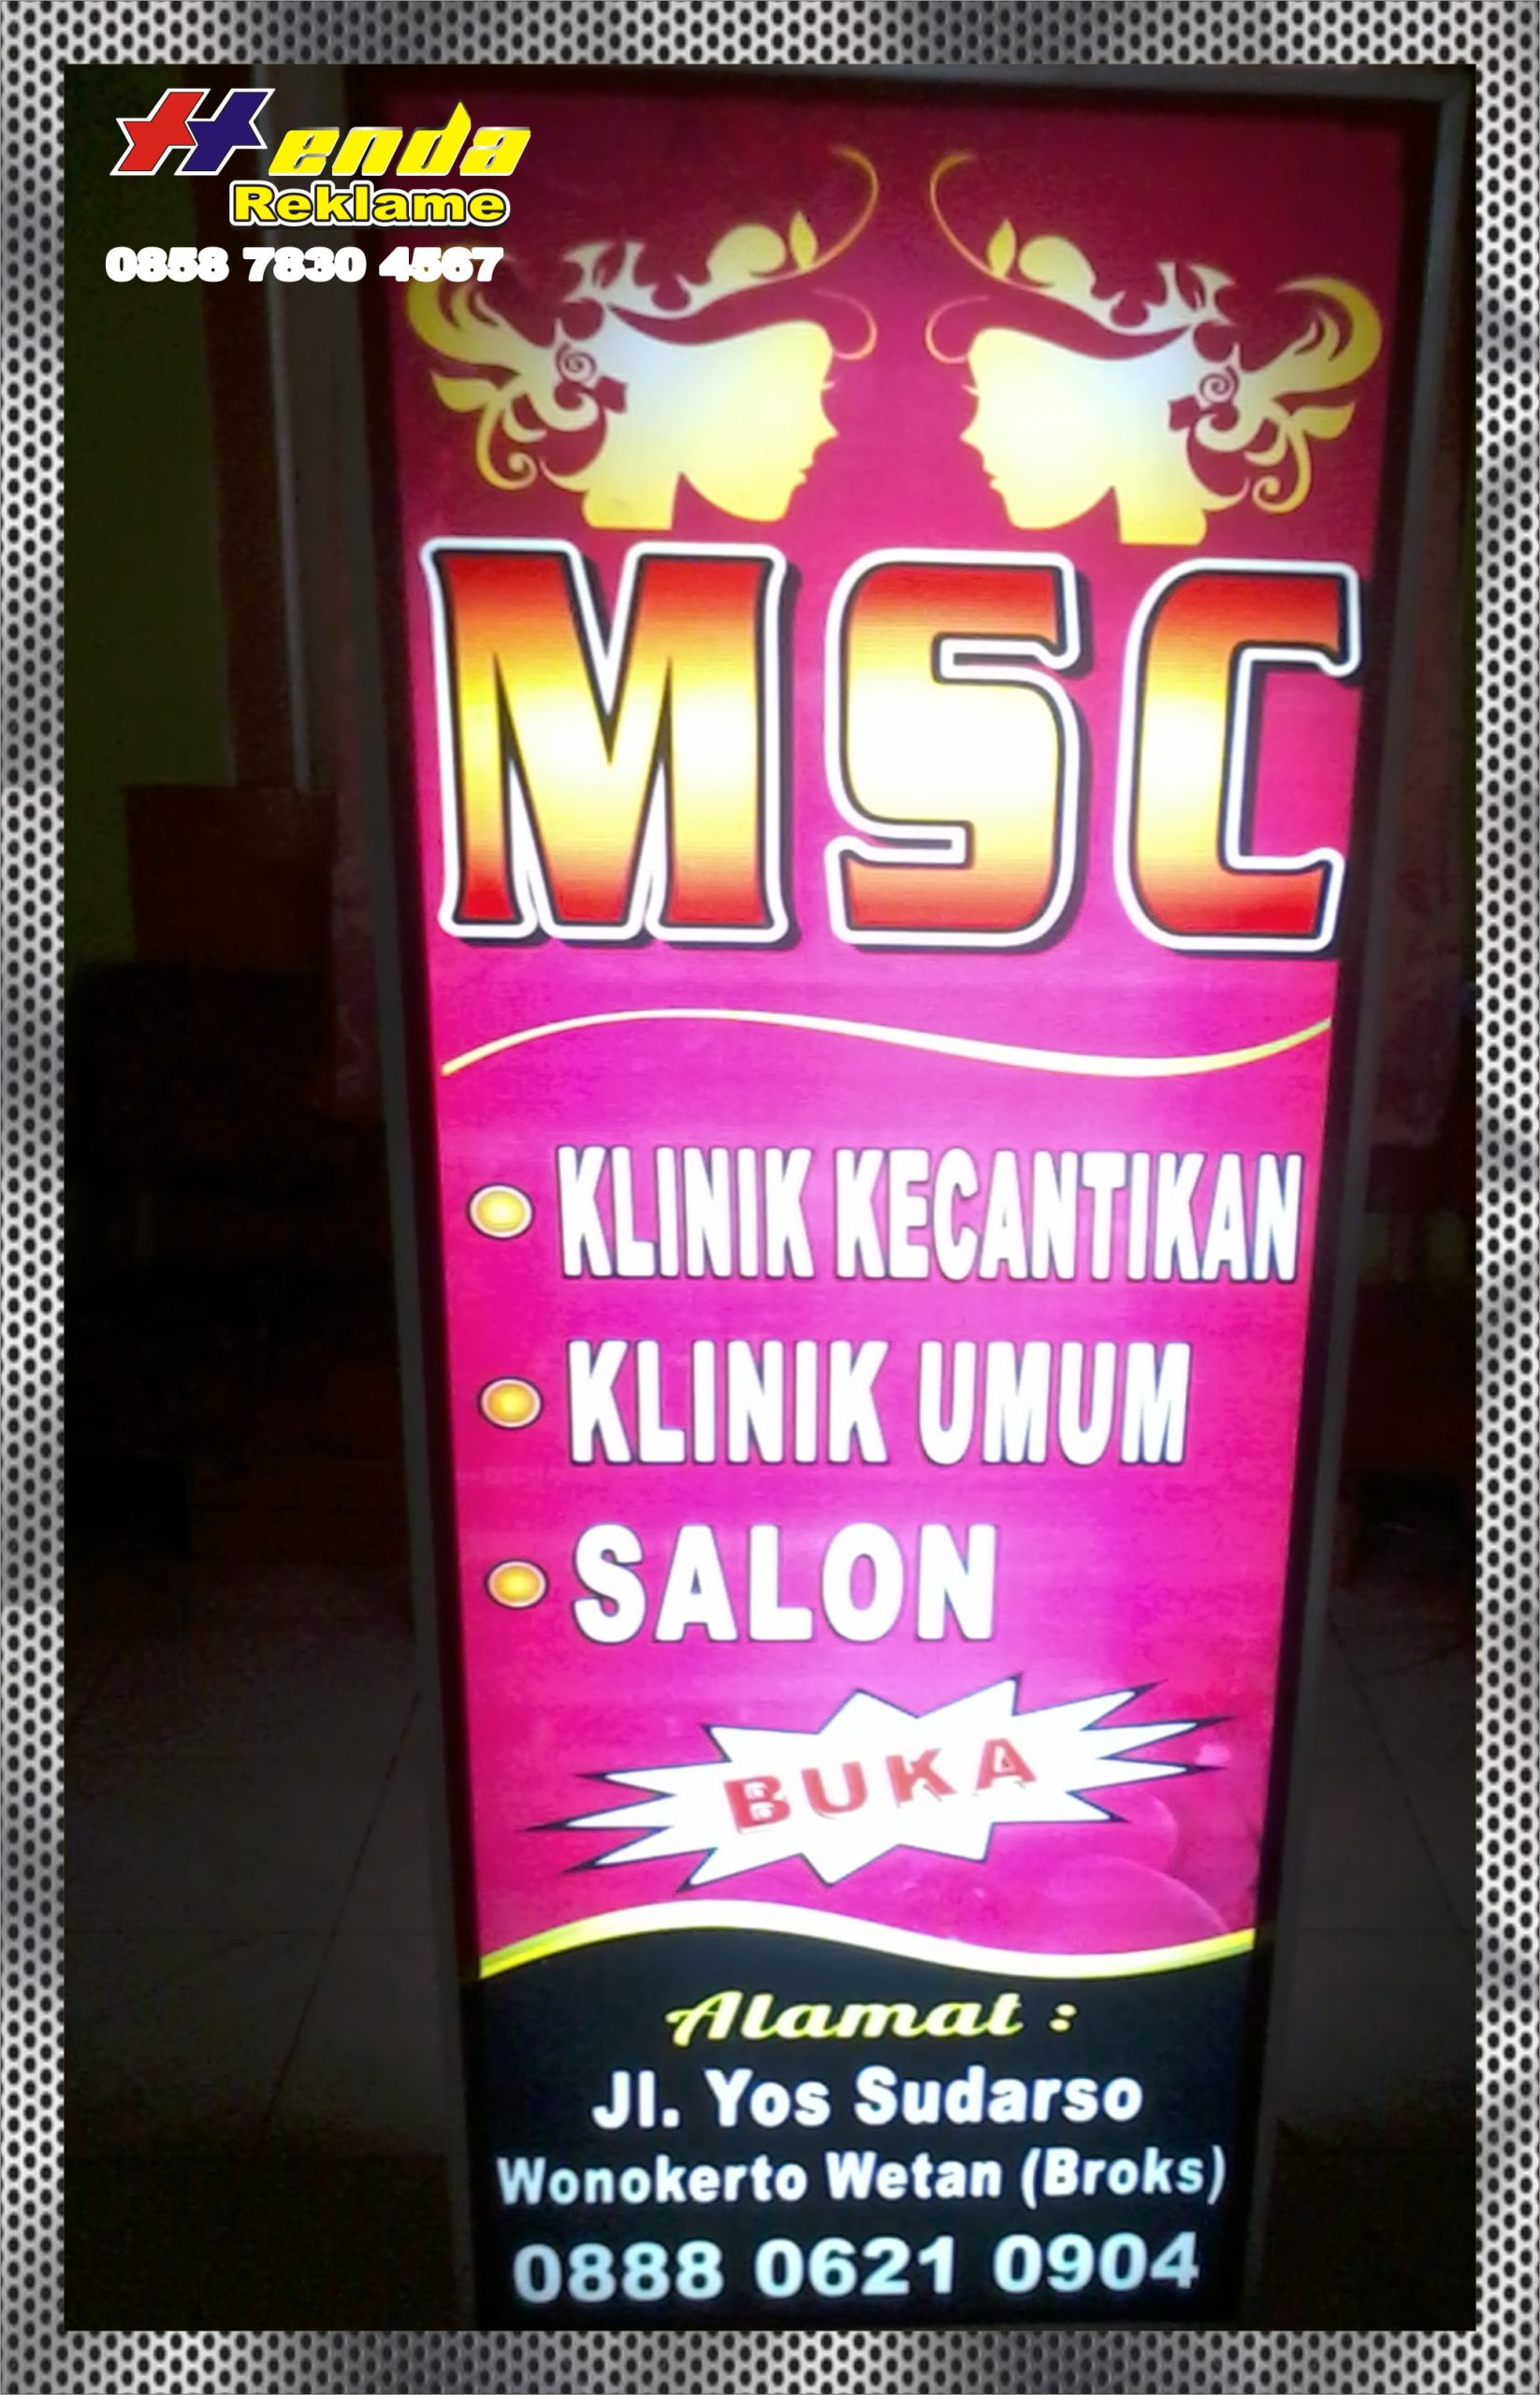 Henda
Reklame
0858 7830 4567
MSC
KLINIK KECANTIKAN
KLINIK UMUM
SALON
BUKA
Alamat :
Jl. Yos Sudarso
Wonokerto Wetan (Broks)
0888 0621 0904